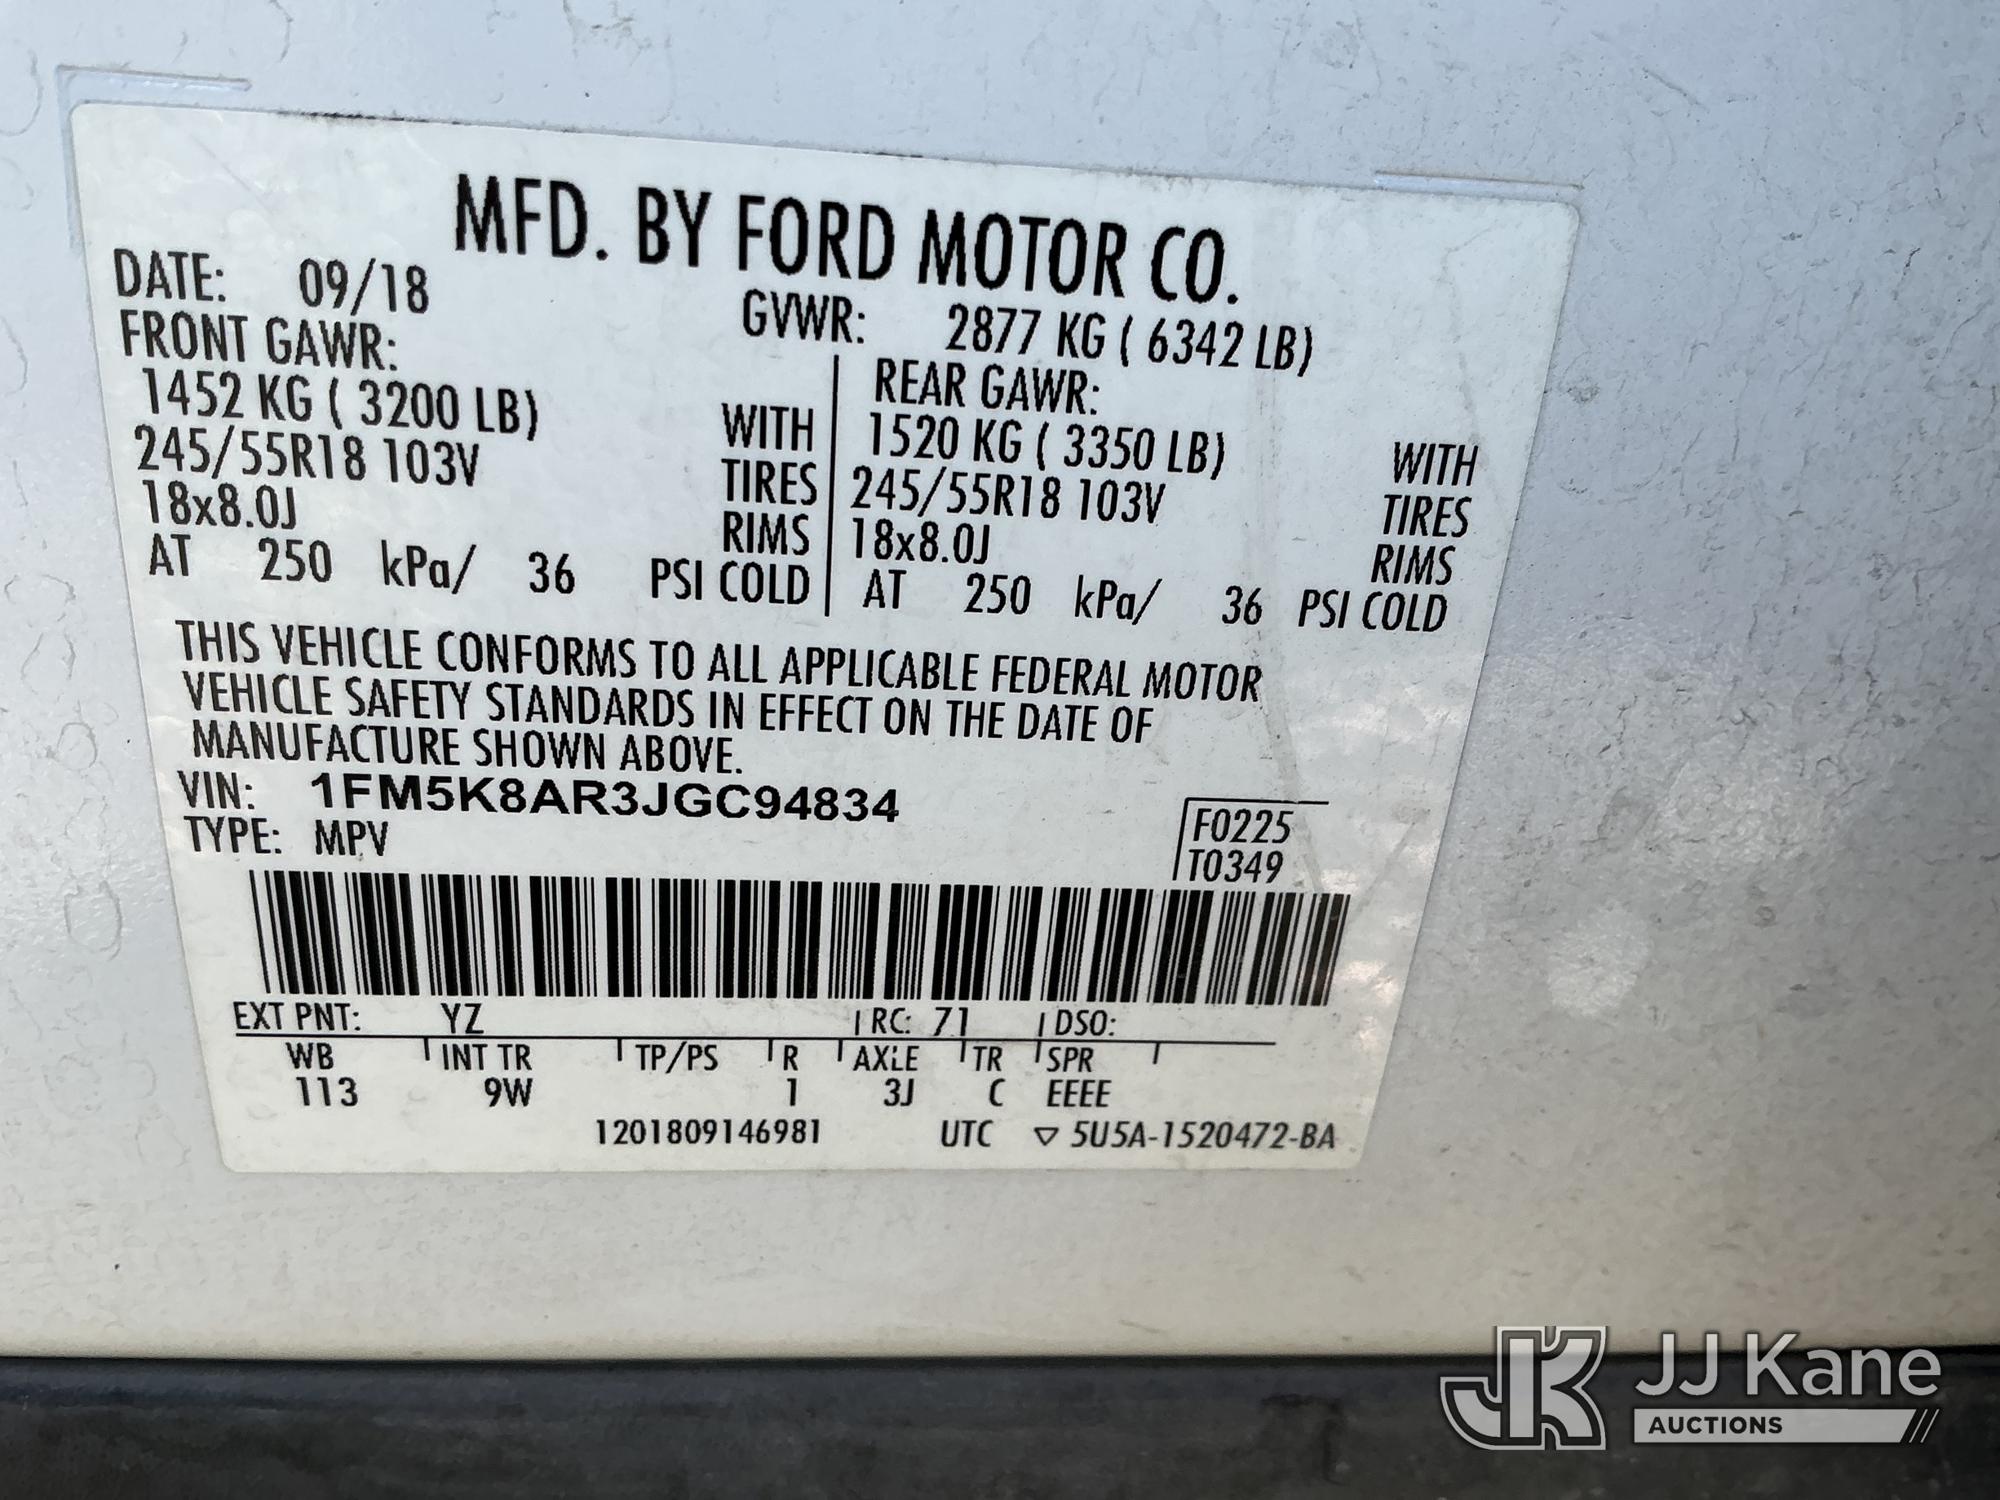 MFD. BY FORD MOTOR CO.
DATE: 09/18 GVWR: 2877 KG ( 6342 LB)
FRONT GAWR: REAR GAWR:
1452 KG ( 3200 LB) WITH 1520 KG ( 3350 LB) WITH
245/55R18 103V TIRES 245/55R18 103V TIRES
18x8.0J RIMS 18x8.0J RIMS
AT 250 kPa/ 36 PSI COLD AT 250 kPa/ 36 PSI COLD
THIS VEHICLE CONFORMS TO ALL APPLICABLE FEDERAL MOTOR
VEHICLE SAFETY STANDARDS IN EFFECT ON THE DATE OF
MANUFACTURE SHOWN ABOVE.
VIN: 1FM5K8AR3JGC94834
TYPE: MPV
F0225
T0349
EXT PNT: YZ RC: 71 DSO:
WB INT TR TP/PS R AXLE TR SPR
113 9W 1 3J C EEEE
1201809146981 UTC ▽ 5U5A-1520472-BA
JK JJ Kane
AUCTIONS